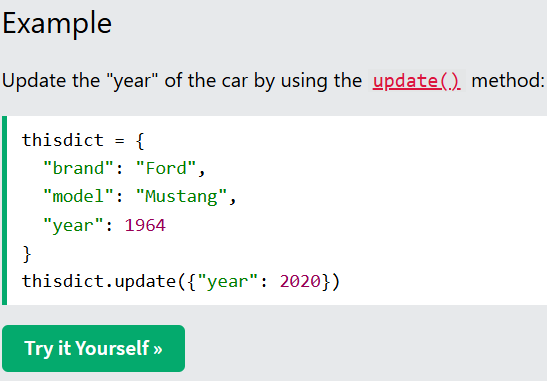 Example
Update the "year" of the car by using the update() method:
thisdict = {
  "brand": "Ford",
  "model": "Mustang",
  "year": 1964
}
thisdict.update({"year": 2020})
Try it Yourself »